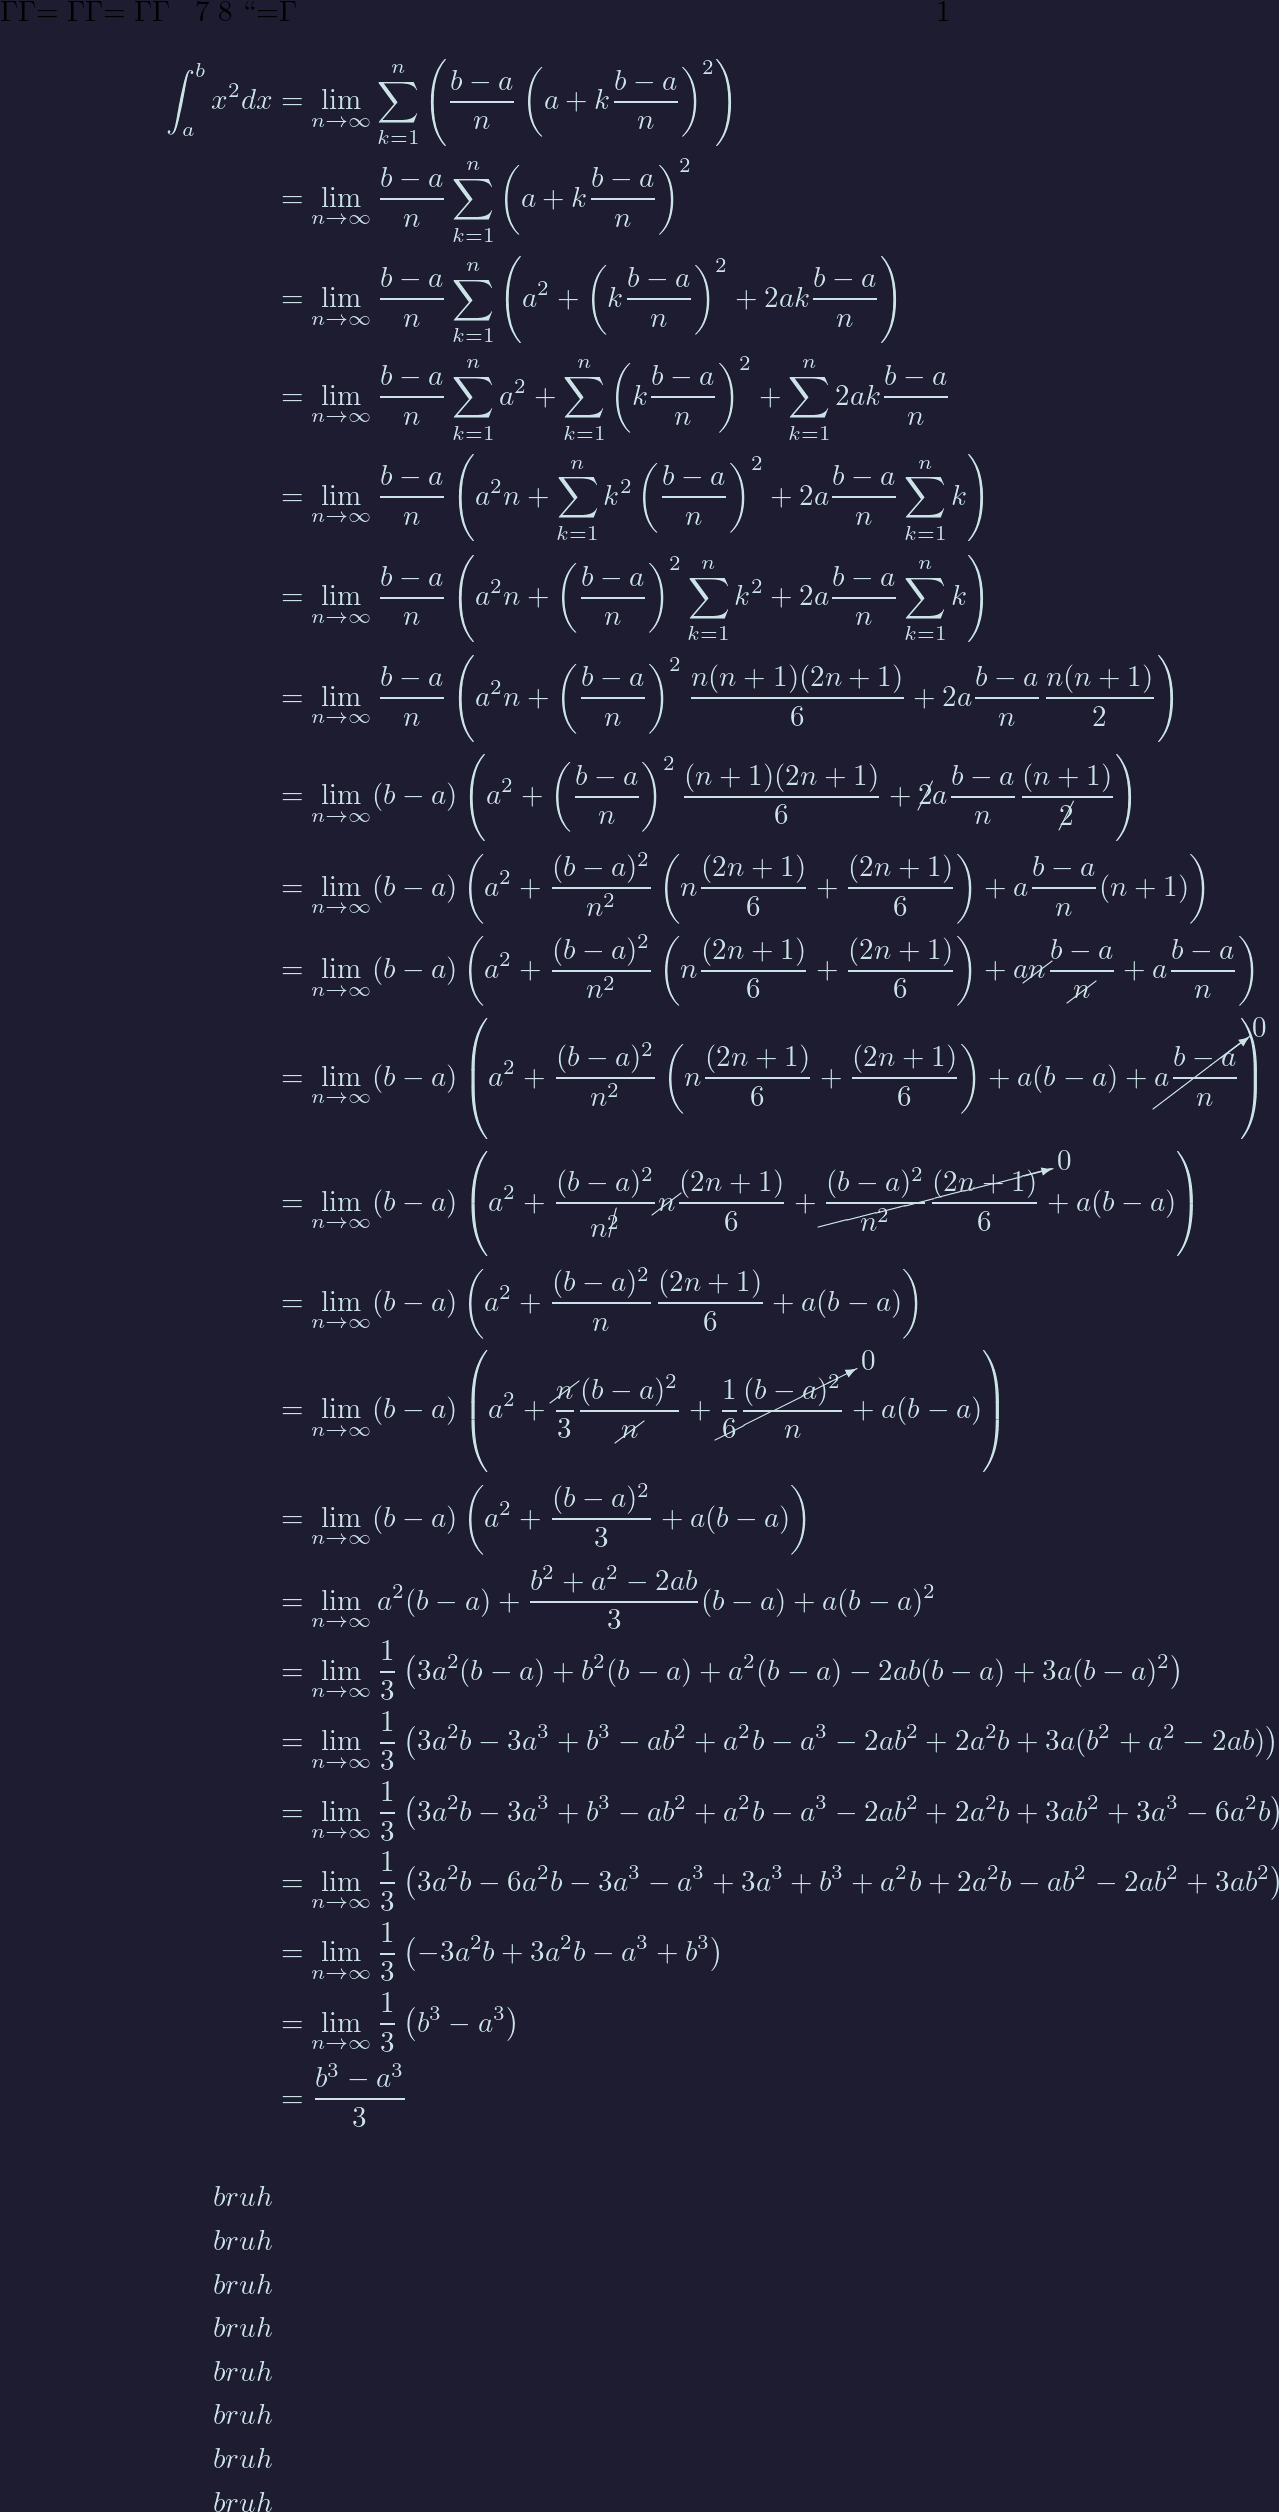 ΓΓ= ΓΓ= ΓΓ 7 8 “=Γ 1
\int_a^b x^2 dx = \lim_{n\to\infty} \sum_{k=1}^{n} \left( \frac{b-a}{n} \left( a + k\frac{b-a}{n} \right)^2 \right)
= \lim_{n\to\infty} \frac{b-a}{n} \sum_{k=1}^{n} \left( a + k\frac{b-a}{n} \right)^2
= \lim_{n\to\infty} \frac{b-a}{n} \sum_{k=1}^{n} \left( a^2 + \left( k\frac{b-a}{n} \right)^2 + 2ak\frac{b-a}{n} \right)
= \lim_{n\to\infty} \frac{b-a}{n} \sum_{k=1}^{n} a^2 + \sum_{k=1}^{n} \left( k\frac{b-a}{n} \right)^2 + \sum_{k=1}^{n} 2ak\frac{b-a}{n}
= \lim_{n\to\infty} \frac{b-a}{n} \left( a^2n + \sum_{k=1}^{n} k^2 \left( \frac{b-a}{n} \right)^2 + 2a\frac{b-a}{n} \sum_{k=1}^{n} k \right)
= \lim_{n\to\infty} \frac{b-a}{n} \left( a^2n + \left( \frac{b-a}{n} \right)^2 \sum_{k=1}^{n} k^2 + 2a\frac{b-a}{n} \sum_{k=1}^{n} k \right)
= \lim_{n\to\infty} \frac{b-a}{n} \left( a^2n + \left( \frac{b-a}{n} \right)^2 \frac{n(n+1)(2n+1)}{6} + 2a\frac{b-a}{n} \frac{n(n+1)}{2} \right)
= \lim_{n\to\infty} (b-a) \left( a^2 + \left( \frac{b-a}{n} \right)^2 \frac{(n+1)(2n+1)}{6} + \cancel{2}a\frac{b-a}{n} \frac{(n+1)}{\cancel{2}} \right)
= \lim_{n\to\infty} (b-a) \left( a^2 + \frac{(b-a)^2}{n^2} \left( n\frac{(2n+1)}{6} + \frac{(2n+1)}{6} \right) + a\frac{b-a}{n}(n+1) \right)
= \lim_{n\to\infty} (b-a) \left( a^2 + \frac{(b-a)^2}{n^2} \left( n\frac{(2n+1)}{6} + \frac{(2n+1)}{6} \right) + a\cancel{n}\frac{b-a}{\cancel{n}} + a\frac{b-a}{n} \right)
= \lim_{n\to\infty} (b-a) \left( a^2 + \frac{(b-a)^2}{n^2} \left( n\frac{(2n+1)}{6} + \frac{(2n+1)}{6} \right) + a(b-a) + \cancelto{0}{a\frac{b-a}{n}} \right)
= \lim_{n\to\infty} (b-a) \left( a^2 + \frac{(b-a)^2}{n^{\cancel{2}}} \cancel{n}\frac{(2n+1)}{6} + \cancelto{0}{\frac{(b-a)^2}{n^2} \frac{(2n+1)}{6}} + a(b-a) \right)
= \lim_{n\to\infty} (b-a) \left( a^2 + \frac{(b-a)^2}{n} \frac{(2n+1)}{6} + a(b-a) \right)
= \lim_{n\to\infty} (b-a) \left( a^2 + \frac{\cancel{n}}{3} \frac{(b-a)^2}{\cancel{n}} + \cancelto{0}{\frac{1}{6} \frac{(b-a)^2}{n}} + a(b-a) \right)
= \lim_{n\to\infty} (b-a) \left( a^2 + \frac{(b-a)^2}{3} + a(b-a) \right)
= \lim_{n\to\infty} a^2(b-a) + \frac{b^2+a^2-2ab}{3}(b-a) + a(b-a)^2
= \lim_{n\to\infty} \frac{1}{3} \left( 3a^2(b-a) + b^2(b-a) + a^2(b-a) - 2ab(b-a) + 3a(b-a)^2 \right)
= \lim_{n\to\infty} \frac{1}{3} \left( 3a^2b - 3a^3 + b^3 - ab^2 + a^2b - a^3 - 2ab^2 + 2a^2b + 3a(b^2 + a^2 - 2ab) \right)
= \lim_{n\to\infty} \frac{1}{3} \left( 3a^2b - 3a^3 + b^3 - ab^2 + a^2b - a^3 - 2ab^2 + 2a^2b + 3ab^2 + 3a^3 - 6a^2b \right)
= \lim_{n\to\infty} \frac{1}{3} \left( 3a^2b - 6a^2b - 3a^3 - a^3 + 3a^3 + b^3 + a^2b + 2a^2b - ab^2 - 2ab^2 + 3ab^2 \right)
= \lim_{n\to\infty} \frac{1}{3} \left( -3a^2b + 3a^2b - a^3 + b^3 \right)
= \lim_{n\to\infty} \frac{1}{3} \left( b^3 - a^3 \right)
= \frac{b^3 - a^3}{3}
bruh
bruh
bruh
bruh
bruh
bruh
bruh
bruh